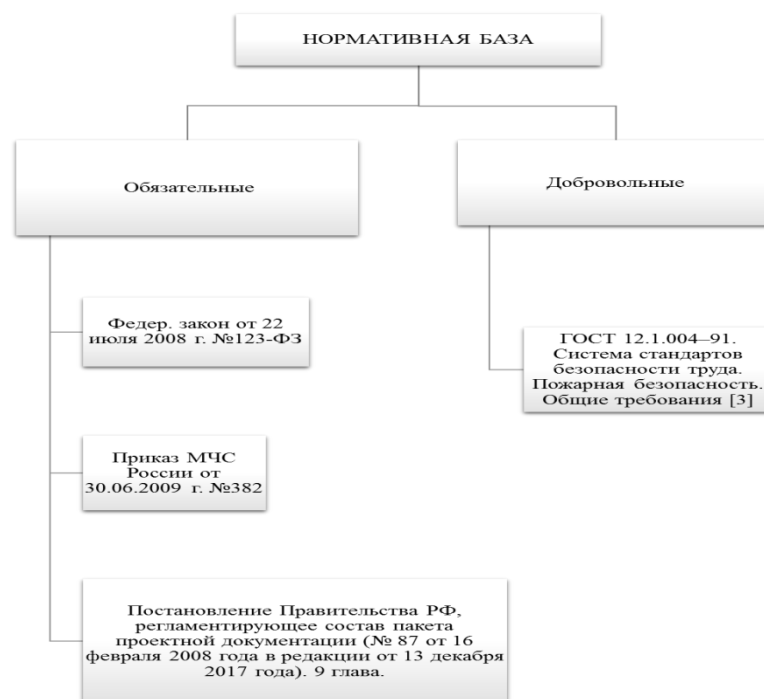 НОРМАТИВНАЯ БАЗА
Обязательные
Добровольные
Федер. закон от 22
июля 2008 г. №123-ФЗ
ГОСТ 12.1.004–91.
Система стандартов
безопасности труда.
Пожарная безопасность.
Общие требования [3]
Приказ МЧС
России от
30.06.2009 г. №382
Постановление Правительства РФ,
регламентирующее состав пакета
проектной документации (№ 87 от 16
февраля 2008 года в редакции от 13 декабря
2017 года). 9 глава.